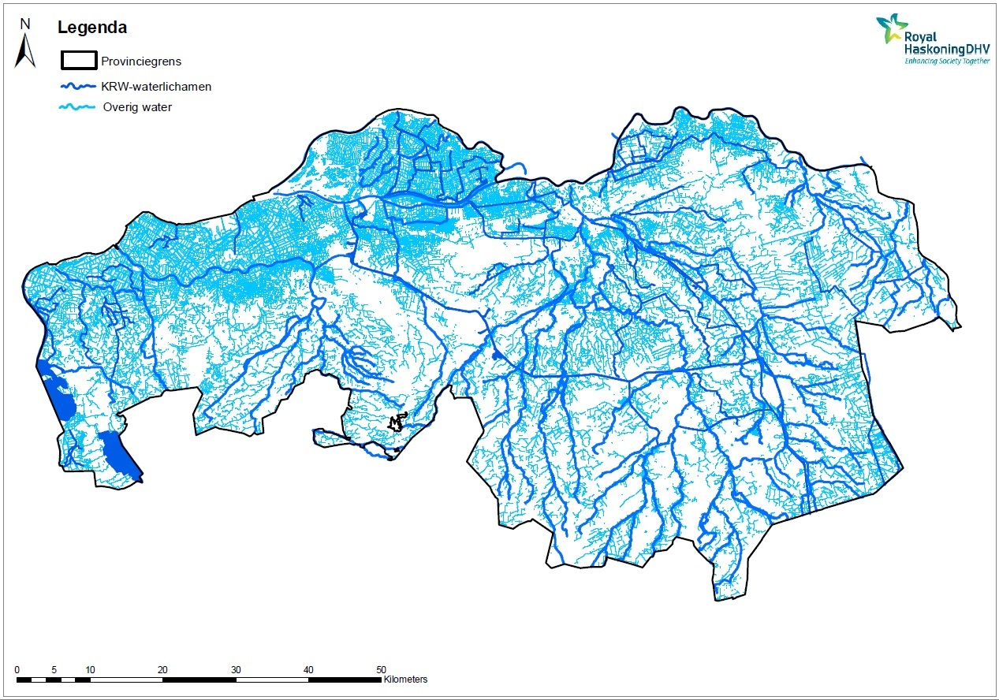 N
Legenda
Provinciegrens
KRW-waterlichamen
Overig water
Royal
HaskoningDHV
Enhancing Society Together
0 5 10 20 30 40 50
Kilometers